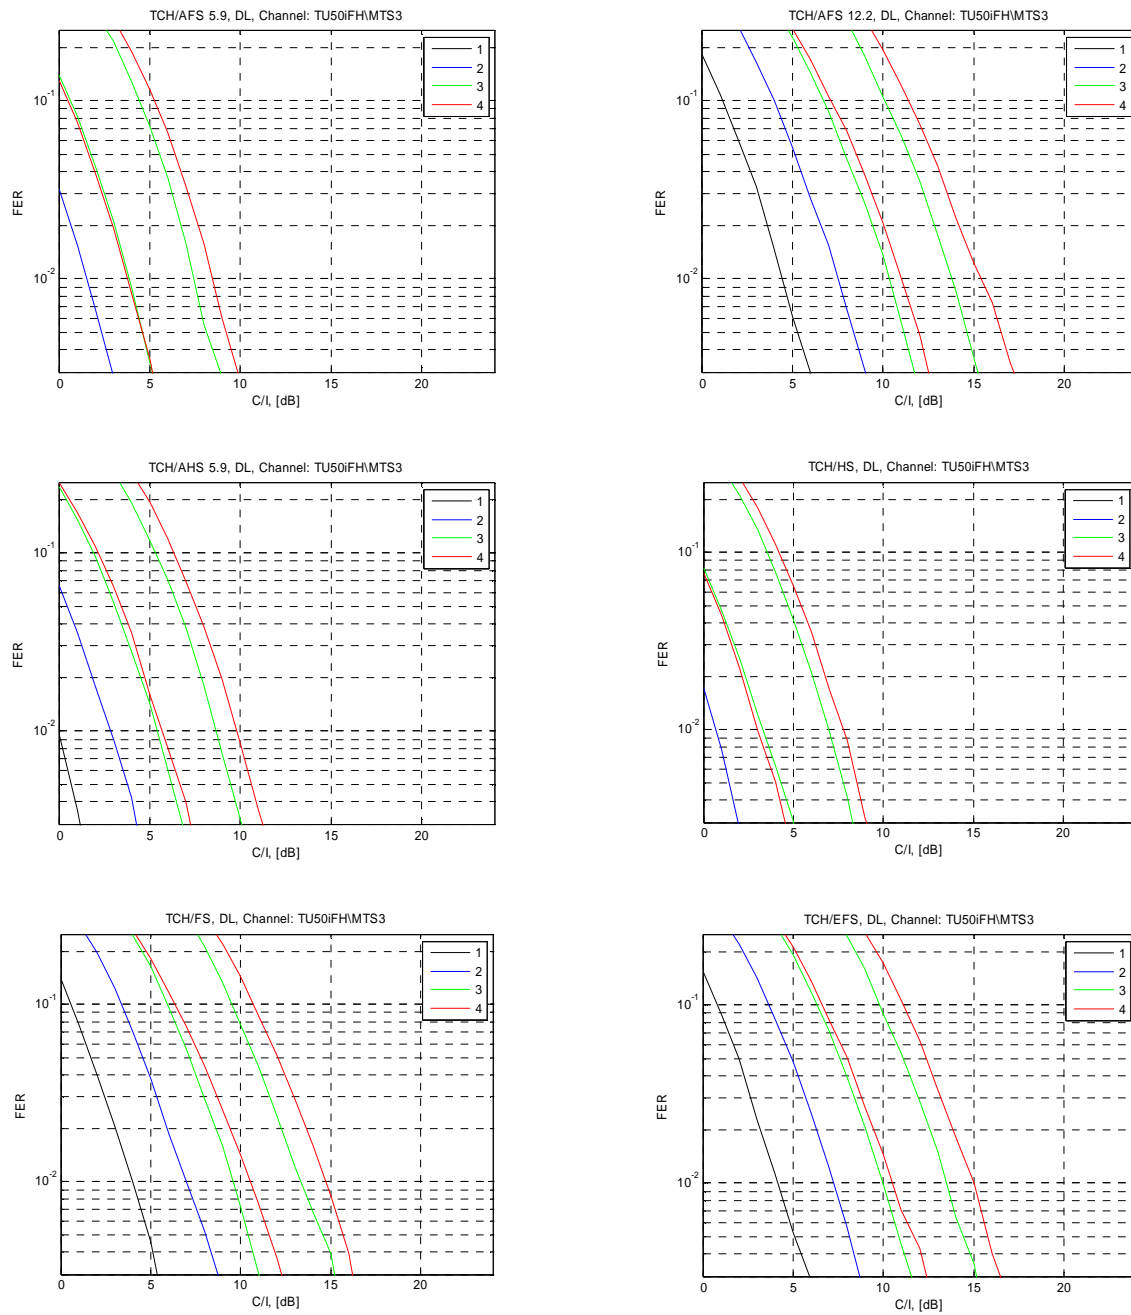 TCH/AFS 5.9, DL, Channel: TU50iFH\MTS3
1
2
3
4
10-1
10-2
FER
0 5 10 15 20
C/I, [dB]
TCH/AFS 12.2, DL, Channel: TU50iFH\MTS3
1
2
3
4
10-1
10-2
FER
0 5 10 15 20
C/I, [dB]
TCH/AHS 5.9, DL, Channel: TU50iFH\MTS3
1
2
3
4
10-1
10-2
FER
0 5 10 15 20
C/I, [dB]
TCH/HS, DL, Channel: TU50iFH\MTS3
1
2
3
4
10-1
10-2
FER
0 5 10 15 20
C/I, [dB]
TCH/FS, DL, Channel: TU50iFH\MTS3
1
2
3
4
10-1
10-2
FER
0 5 10 15 20
C/I, [dB]
TCH/EFS, DL, Channel: TU50iFH\MTS3
1
2
3
4
10-1
10-2
FER
0 5 10 15 20
C/I, [dB]